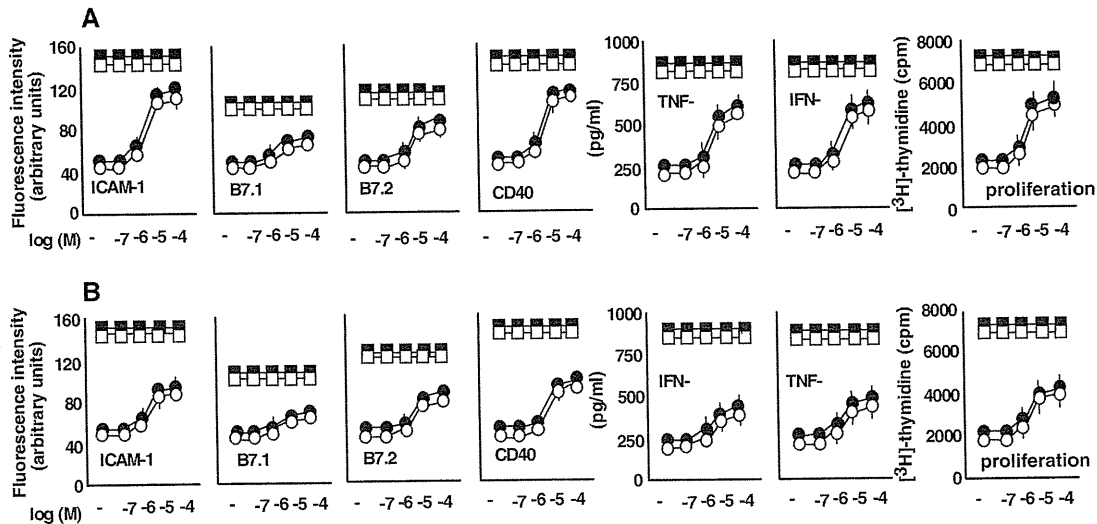 A
Fluorescence intensity
(arbitrary units)
160
120
80
40
0
ICAM-1
B7.1
B7.2
CD40
(pg/ml)
1000
750
500
250
0
TNF-
IFN-
[³H]-thymidine (cpm)
8000
6000
4000
2000
0
proliferation
log (M)
- -7 -6 -5 -4
- -7 -6 -5 -4
- -7 -6 -5 -4
- -7 -6 -5 -4
- -7 -6 -5 -4
- -7 -6 -5 -4
- -7 -6 -5 -4
B
Fluorescence intensity
(arbitrary units)
160
120
80
40
0
ICAM-1
B7.1
B7.2
CD40
(pg/ml)
1000
750
500
250
0
IFN-
TNF-
[³H]-thymidine (cpm)
8000
6000
4000
2000
0
proliferation
log (M)
- -7 -6 -5 -4
- -7 -6 -5 -4
- -7 -6 -5 -4
- -7 -6 -5 -4
- -7 -6 -5 -4
- -7 -6 -5 -4
- -7 -6 -5 -4